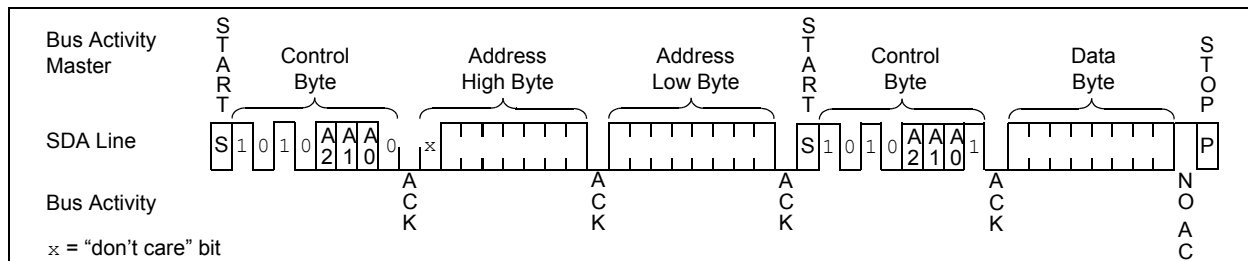 Bus Activity
Master
START
Control
Byte
Address
High Byte
Address
Low Byte
START
Control
Byte
Data
Byte
STOP
SDA Line
S 1 0 1 0 A2 A1 A0 0 x S 1 0 1 0 A2 A1 A0 1 P
Bus Activity
ACK
ACK
ACK
ACK
NO AC
x = “don’t care” bit